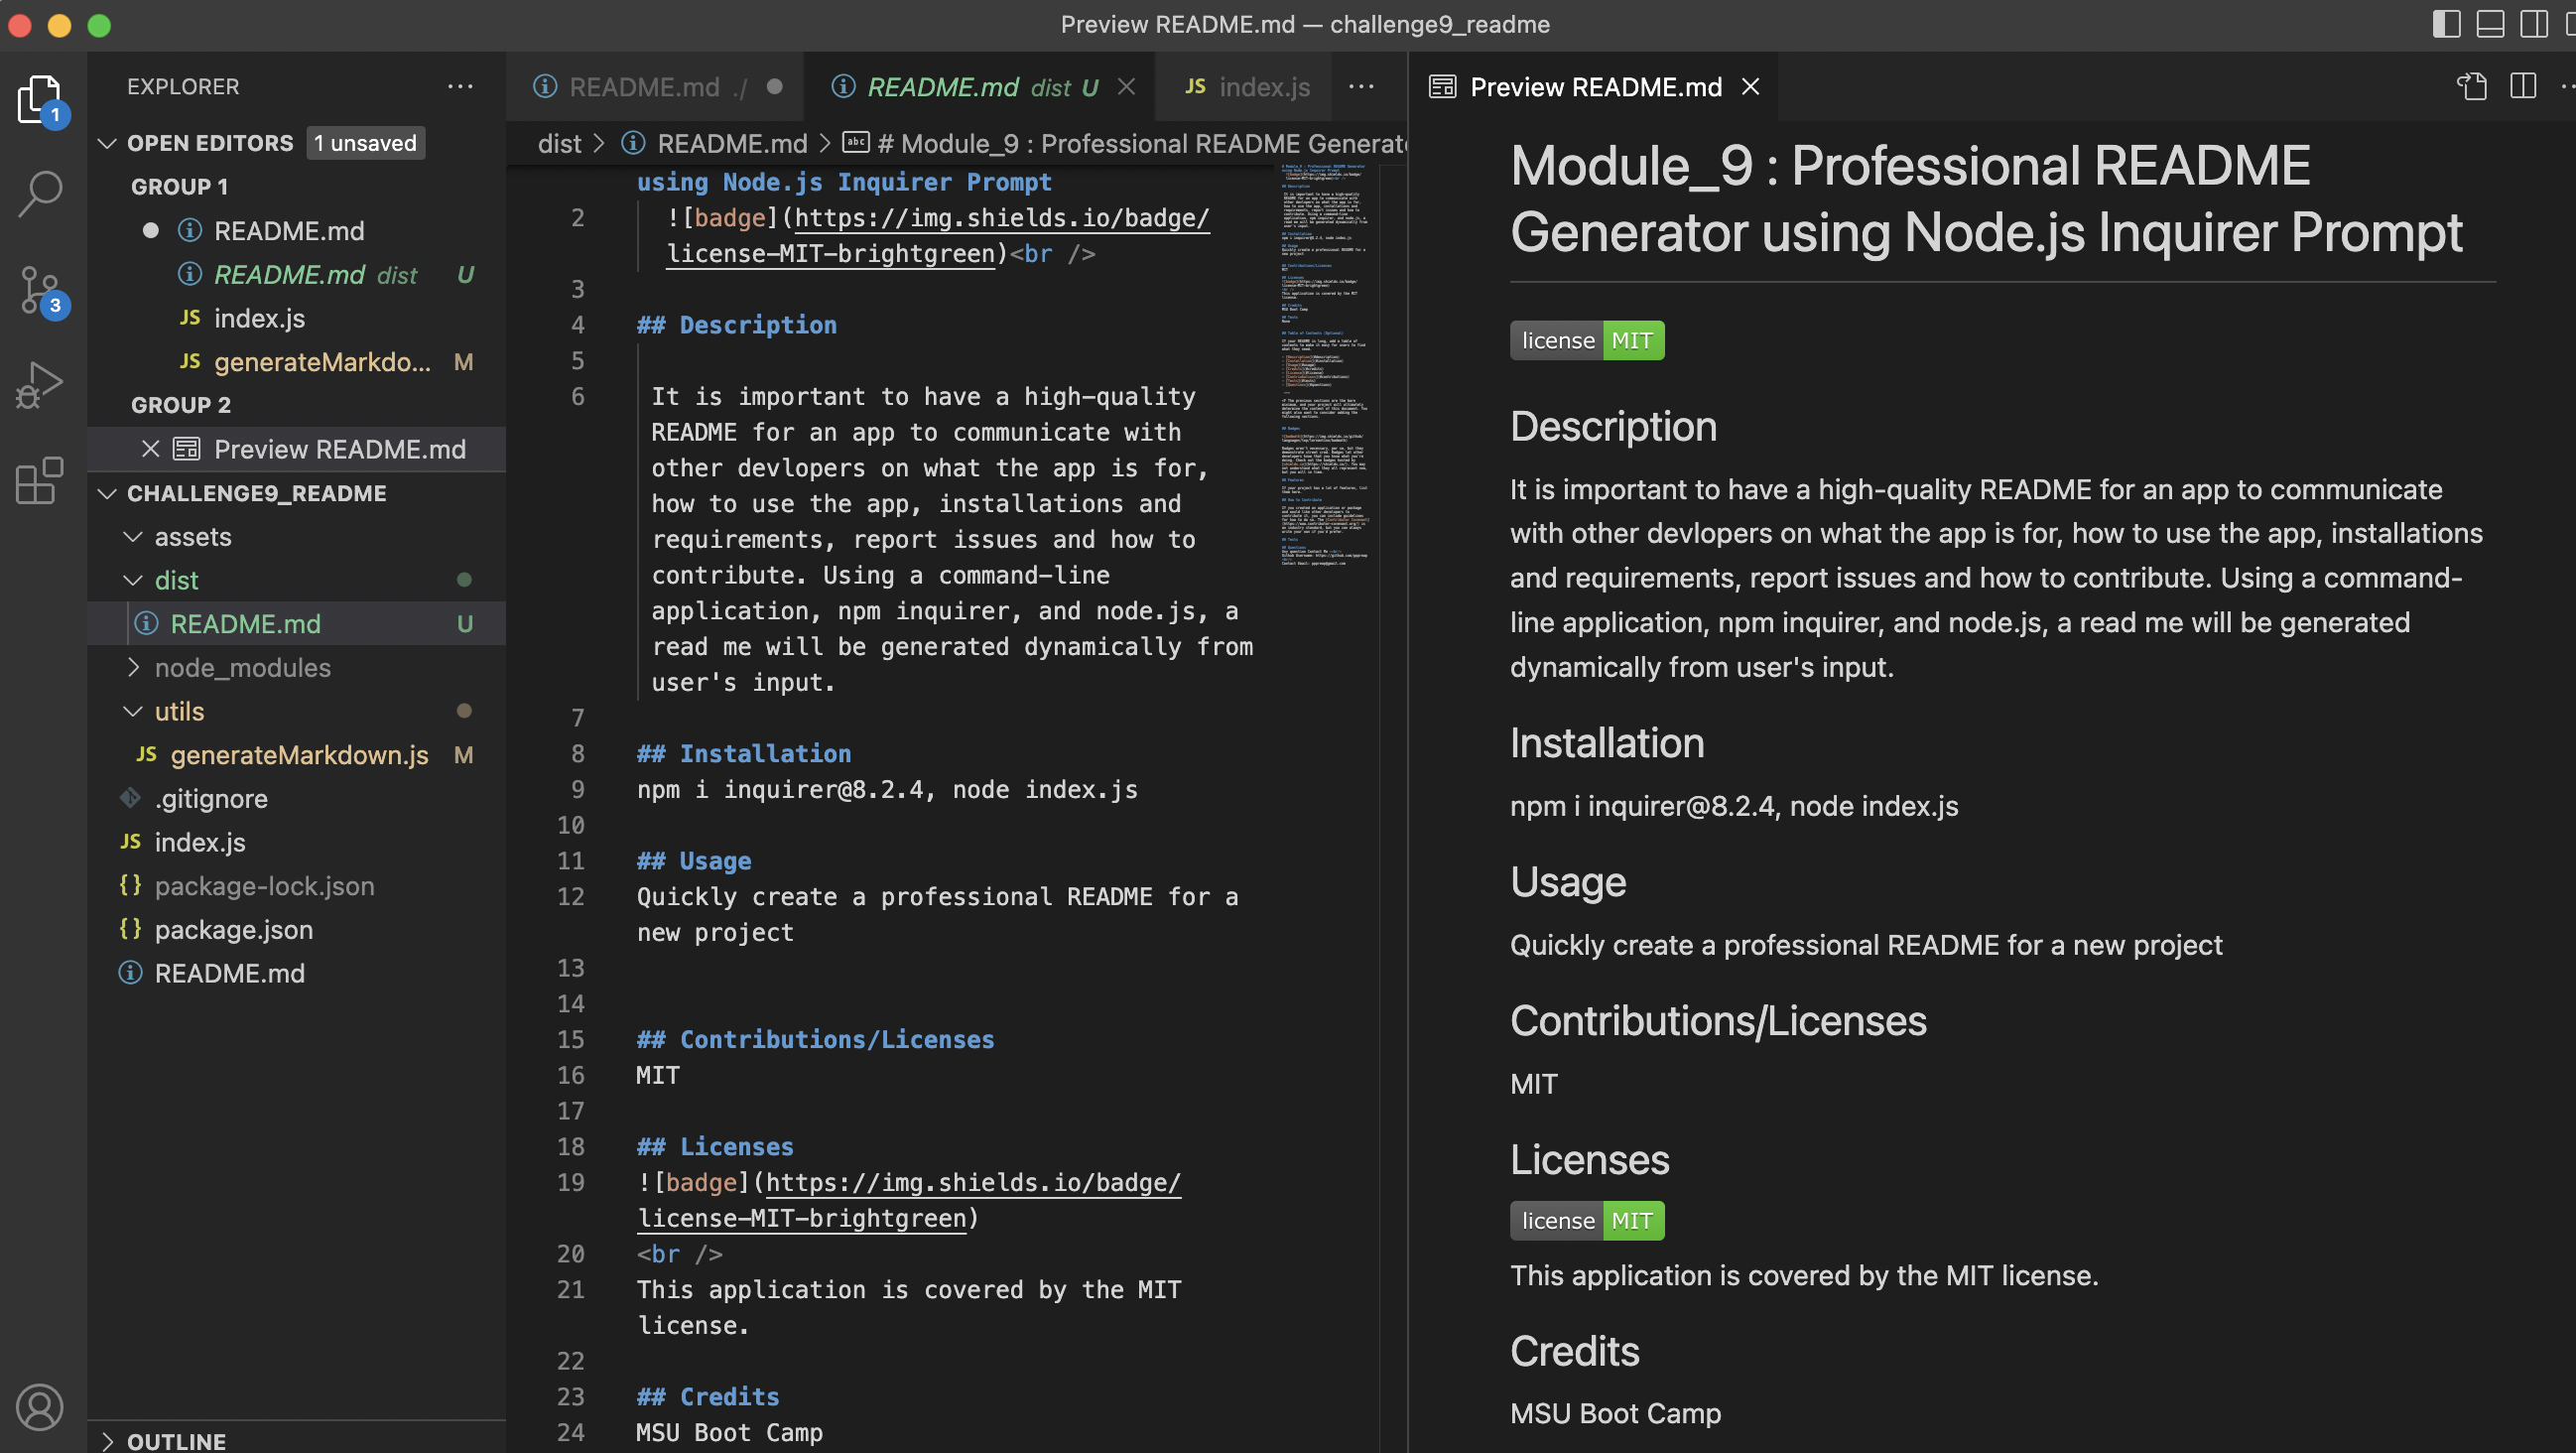 Preview README.md — challenge9_readme
EXPLORER
OPEN EDITORS 1 unsaved
GROUP 1
README.md
README.md dist U
JS index.js
JS generateMarkdo... M
GROUP 2
Preview README.md
CHALLENGE9_README
assets
dist
README.md U
node_modules
utils
JS generateMarkdown.js M
.gitignore
JS index.js
{} package-lock.json
{} package.json
README.md
OUTLINE
1
3
README.md ./
README.md dist U
JS index.js
dist > README.md > abc # Module_9 : Professional README Generat
using Node.js Inquirer Prompt
2 ![badge](https://img.shields.io/badge/
license-MIT-brightgreen)<br />
3
4 ## Description
5
6 It is important to have a high-quality
README for an app to communicate with
other devlopers on what the app is for,
how to use the app, installations and
requirements, report issues and how to
contribute. Using a command-line
application, npm inquirer, and node.js, a
read me will be generated dynamically from
user's input.
7
8 ## Installation
9 npm i inquirer@8.2.4, node index.js
10
11 ## Usage
12 Quickly create a professional README for a
new project
13
14
15 ## Contributions/Licenses
16 MIT
17
18 ## Licenses
19 ![badge](https://img.shields.io/badge/
license-MIT-brightgreen)
20 <br />
21 This application is covered by the MIT
license.
22
23 ## Credits
24 MSU Boot Camp
Preview README.md
Module_9 : Professional README
Generator using Node.js Inquirer Prompt
license MIT
Description
It is important to have a high-quality README for an app to communicate
with other devlopers on what the app is for, how to use the app, installations
and requirements, report issues and how to contribute. Using a command-
line application, npm inquirer, and node.js, a read me will be generated
dynamically from user's input.
Installation
npm i inquirer@8.2.4, node index.js
Usage
Quickly create a professional README for a new project
Contributions/Licenses
MIT
Licenses
license MIT
This application is covered by the MIT license.
Credits
MSU Boot Camp